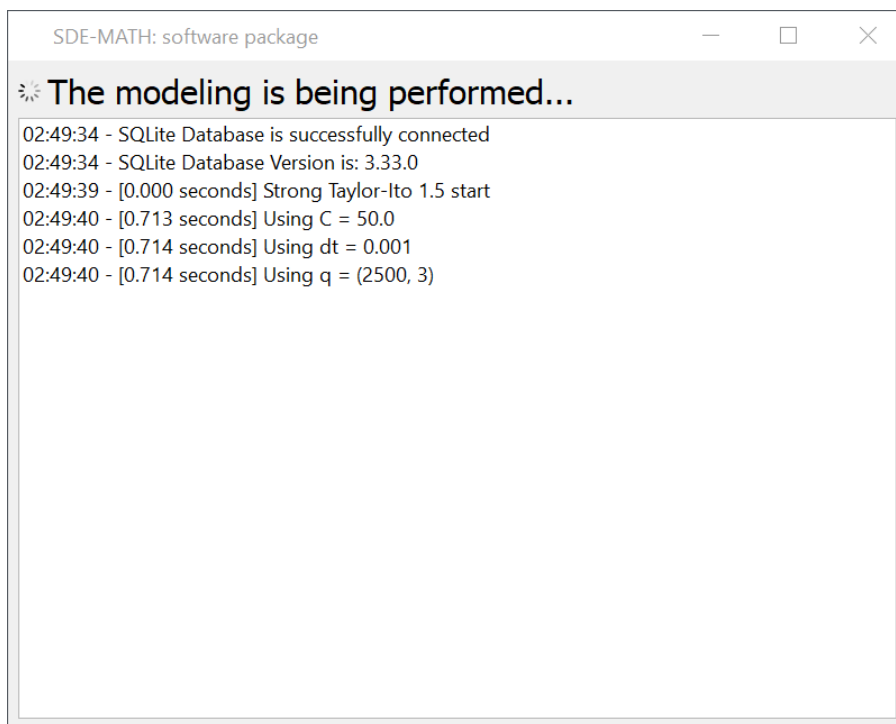 SDE-MATH: software package
The modeling is being performed...
02:49:34 - SQLite Database is successfully connected
02:49:34 - SQLite Database Version is: 3.33.0
02:49:39 - [0.000 seconds] Strong Taylor-Ito 1.5 start
02:49:40 - [0.713 seconds] Using C = 50.0
02:49:40 - [0.714 seconds] Using dt = 0.001
02:49:40 - [0.714 seconds] Using q = (2500, 3)